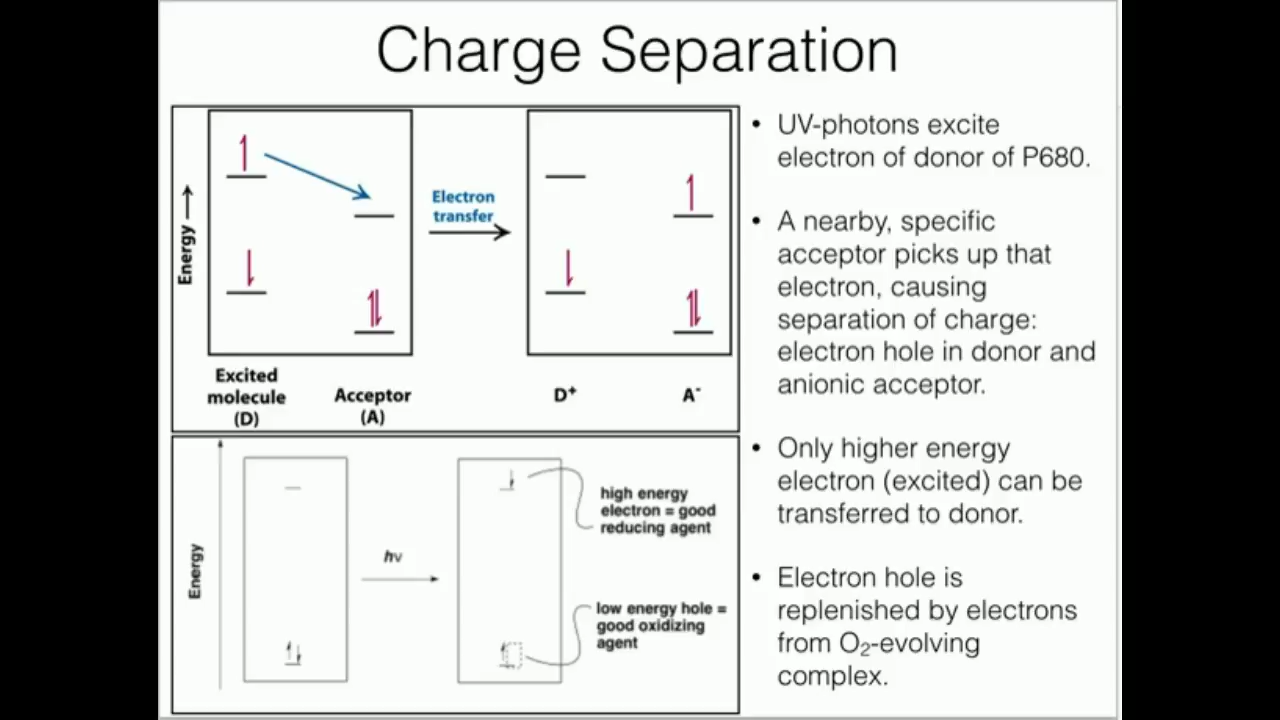 Charge Separation
Energy
Electron
transfer
Excited
molecule
(D)
Acceptor
(A)
D⁺
A⁻
Energy
hν
high energy
electron = good
reducing agent
low energy hole =
good oxidizing
agent
• UV-photons excite
electron of donor of P680.
• A nearby, specific
acceptor picks up that
electron, causing
separation of charge:
electron hole in donor and
anionic acceptor.
• Only higher energy
electron (excited) can be
transferred to donor.
• Electron hole is
replenished by electrons
from O₂-evolving
complex.